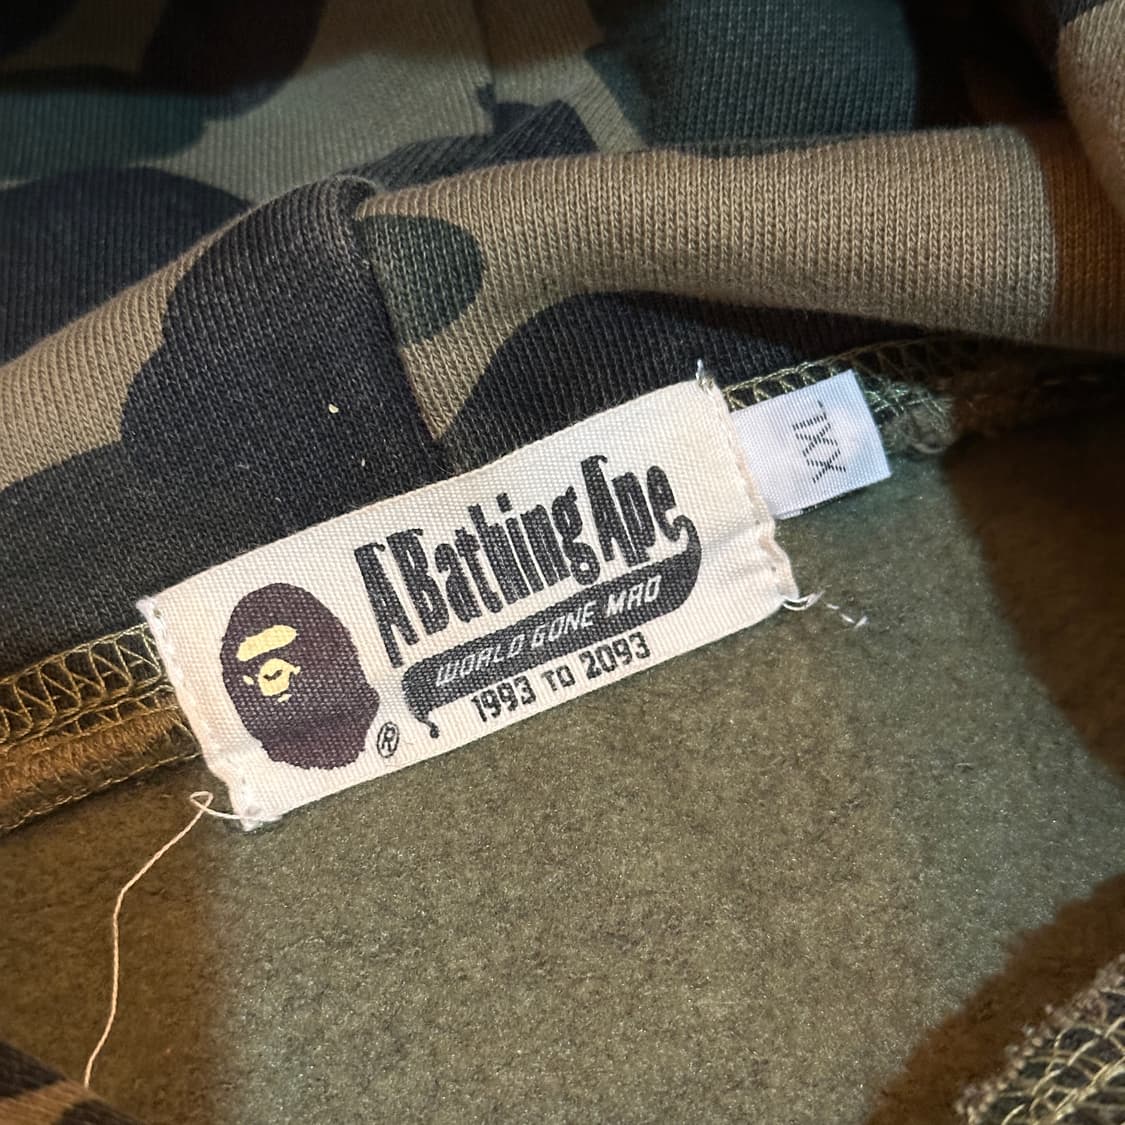 A Bathing Ape
WORLD GONE MAD
1993 TO 2093
®
XXL